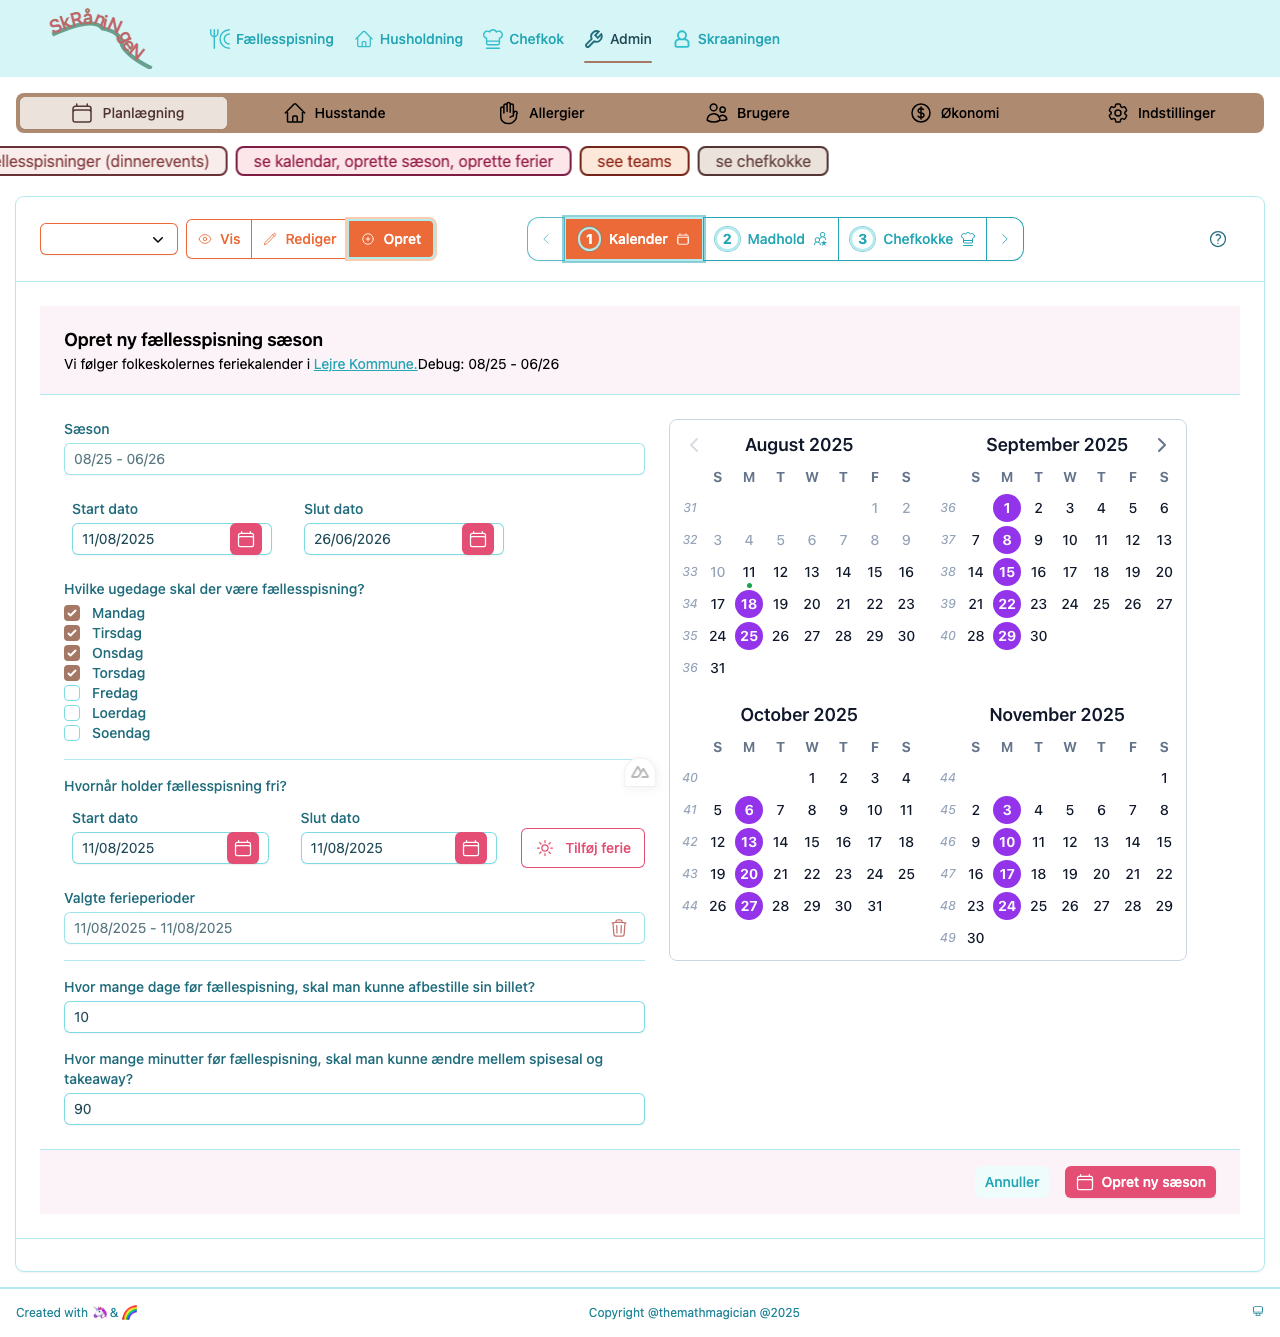 SkRåNiNgeN
Fællesspisning Husholdning Chefkok Admin Skraaningen
Planlægning Husstande Allergier Brugere Økonomi Indstillinger
(dinnerevents) se kalendar, oprette sæson, oprette ferier see teams se chefkokke
Vis Rediger Opret 1 Kalender 2 Madhold 3 Chefkokke
Opret ny fællesspisning sæson
Vi følger folkeskolernes feriekalender i Lejre Kommune.Debug: 08/25 - 06/26
Sæson
08/25 - 06/26
Start dato Slut dato
11/08/2025 26/06/2026
Hvilke ugedage skal der være fællesspisning?
Mandag
Tirsdag
Onsdag
Torsdag
Fredag
Loerdag
Soendag
Hvornår holder fællesspisning fri?
Start dato Slut dato
11/08/2025 11/08/2025 Tilføj ferie
Valgte ferieperioder
11/08/2025 - 11/08/2025
Hvor mange dage før fællespisning, skal man kunne afbestille sin billet?
10
Hvor mange minutter før fællespisning, skal man kunne ændre mellem spisesal og
takeaway?
90
August 2025
S M T W T F S
31 1 2
32 3 4 5 6 7 8 9
33 10 11 12 13 14 15 16
34 17 18 19 20 21 22 23
35 24 25 26 27 28 29 30
36 31
September 2025
S M T W T F S
36 1 2 3 4 5 6
37 7 8 9 10 11 12 13
38 14 15 16 17 18 19 20
39 21 22 23 24 25 26 27
40 28 29 30
October 2025
S M T W T F S
40 1 2 3 4
41 5 6 7 8 9 10 11
42 12 13 14 15 16 17 18
43 19 20 21 22 23 24 25
44 26 27 28 29 30 31
November 2025
S M T W T F S
44 1
45 2 3 4 5 6 7 8
46 9 10 11 12 13 14 15
47 16 17 18 19 20 21 22
48 23 24 25 26 27 28 29
49 30
Annuller Opret ny sæson
Created with 🦄 & 🌈 Copyright @themathmagician @2025